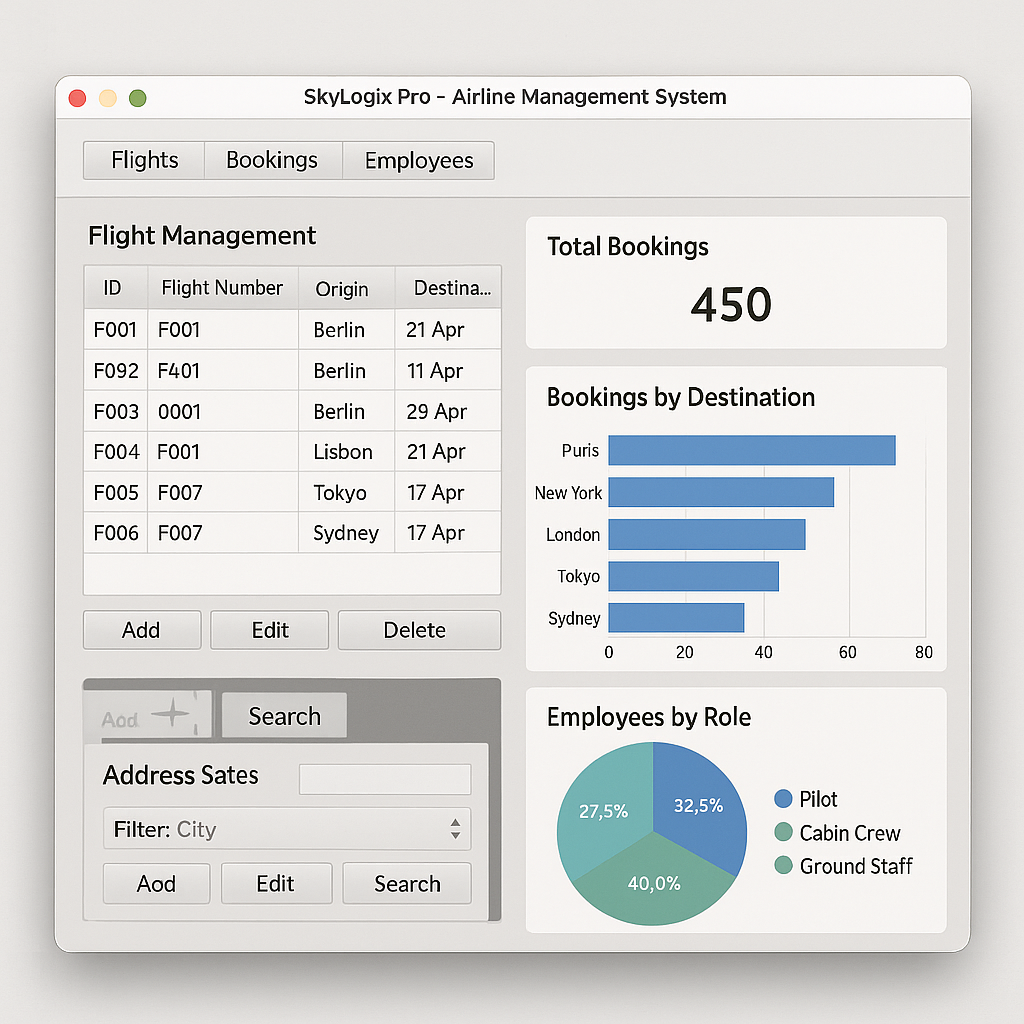 SkyLogix Pro – Airline Management System
Flights Bookings Employees
Flight Management
ID Flight Number Origin Destina...
F001 F001 Berlin 21 Apr
F092 F401 Berlin 11 Apr
F003 0001 Berlin 29 Apr
F004 F001 Lisbon 21 Apr
F005 F007 Tokyo 17 Apr
F006 F007 Sydney 17 Apr
Add Edit Delete
Aod Search
Address Sates
Filter: City
Aod Edit Search
Total Bookings
450
Bookings by Destination
Puris
New York
London
Tokyo
Sydney
0 20 40 60 80
Employees by Role
27,5% 32,5%
40,0%
Pilot
Cabin Crew
Ground Staff